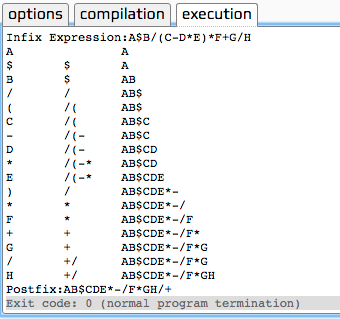 options compilation execution
Infix Expression:A$B/(C-D*E)*F+G/H
A A
$ $ A
B $ AB
/ / AB$
( /( AB$
C /( AB$C
- /(- AB$C
D /(- AB$CD
* /(-* AB$CD
E /(-* AB$CDE
) / AB$CDE*-
* * AB$CDE*-/
F * AB$CDE*-/F
+ + AB$CDE*-/F*
G + AB$CDE*-/F*G
/ +/ AB$CDE*-/F*G
H +/ AB$CDE*-/F*GH
Postfix:AB$CDE*-/F*GH/+
Exit code: 0 (normal program termination)